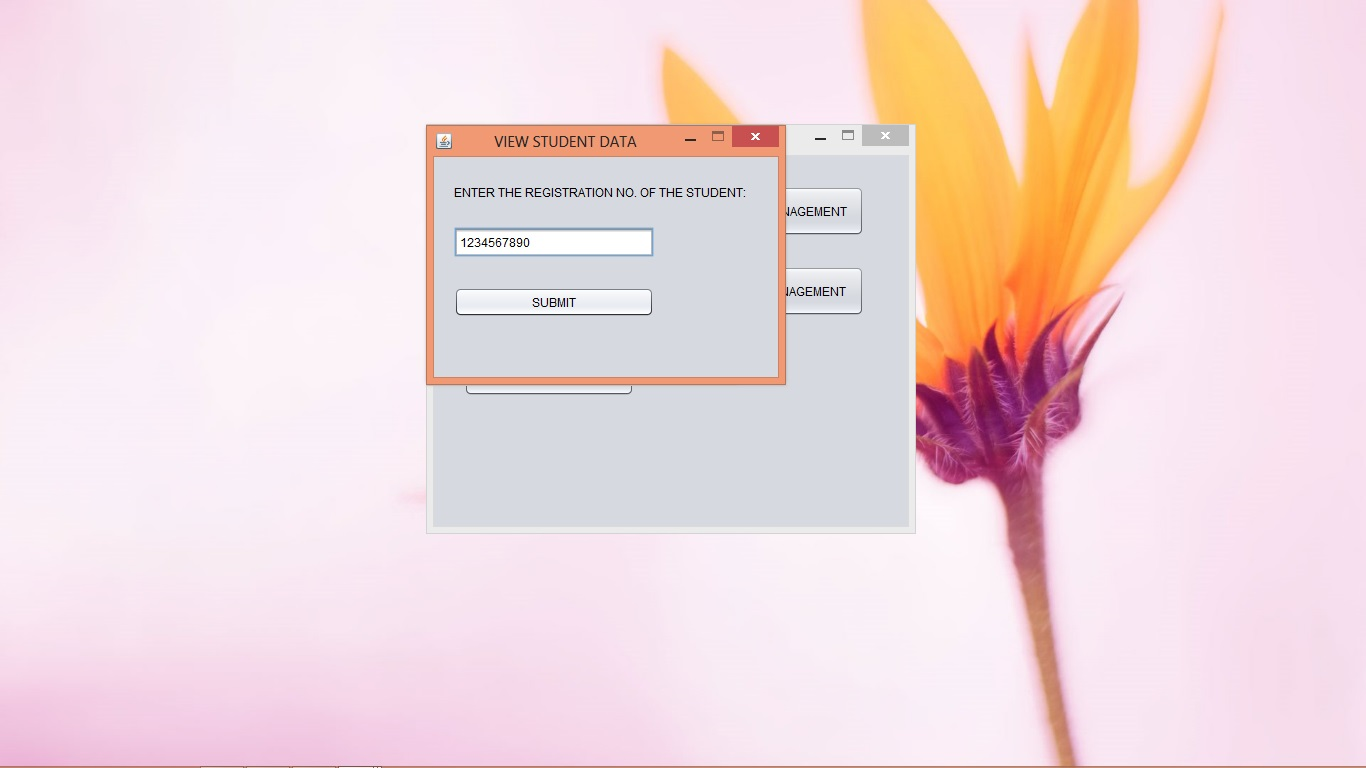 VIEW STUDENT DATA
ENTER THE REGISTRATION NO. OF THE STUDENT:
1234567890
SUBMIT
NAGEMENT
NAGEMENT